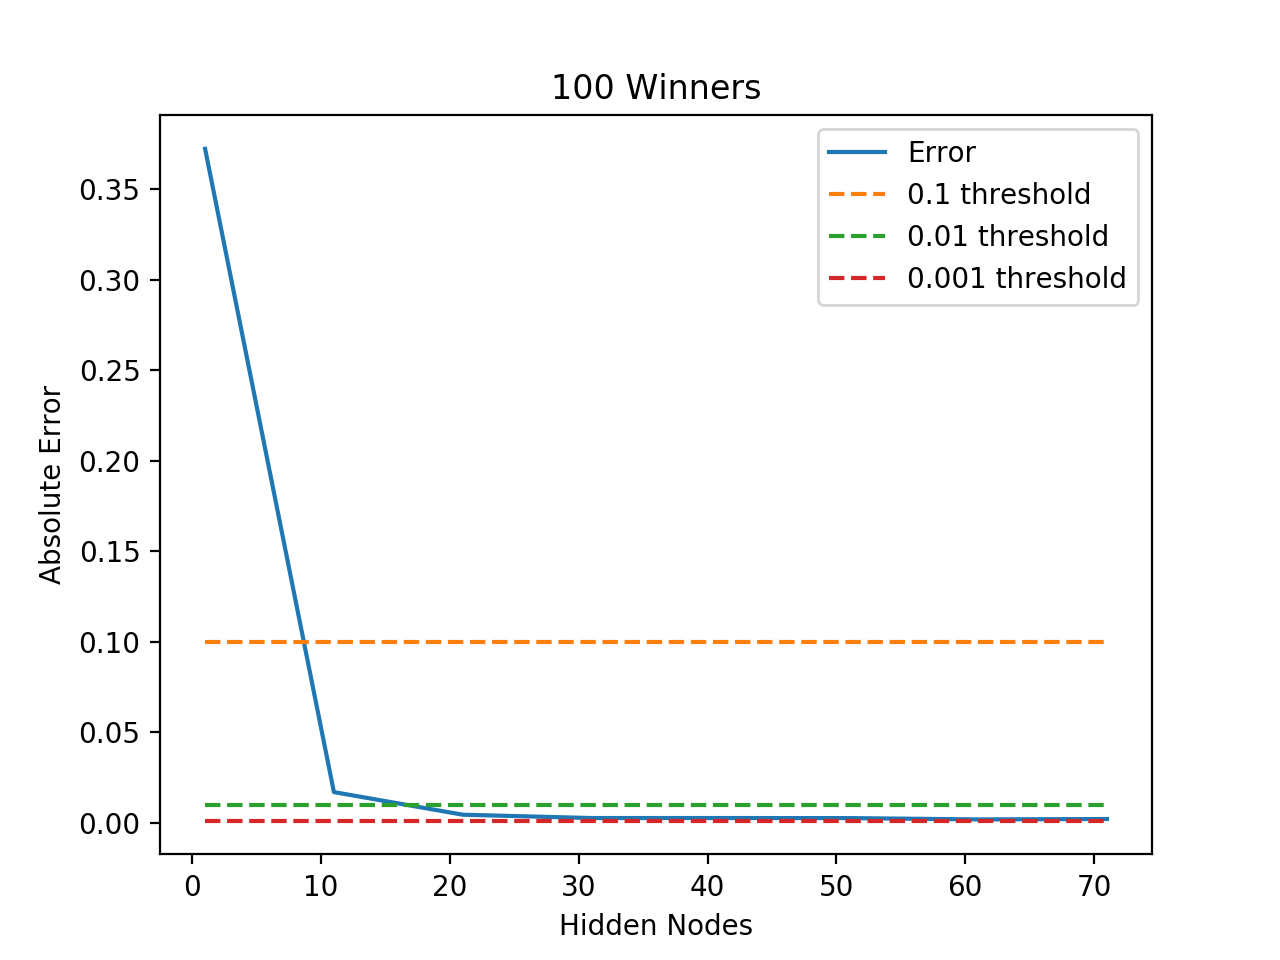 100 Winners
Error
0.1 threshold
0.01 threshold
0.001 threshold
Absolute Error
0.35
0.30
0.25
0.20
0.15
0.10
0.05
0.00
0 10 20 30 40 50 60 70
Hidden Nodes